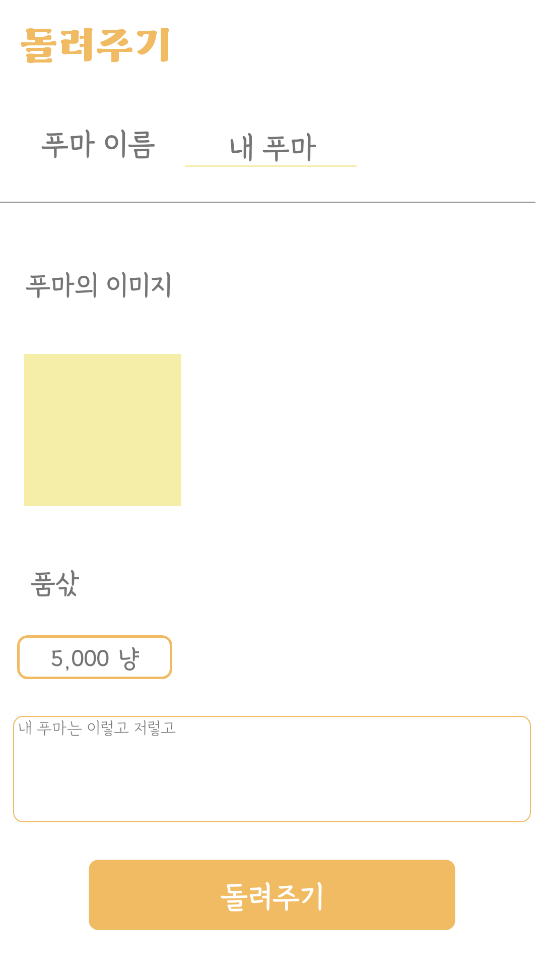 돌려주기
푸마 이름 내 푸마
푸마의 이미지
품삯
5,000 냥
내 푸마는 이렇고 저렇고
돌려주기